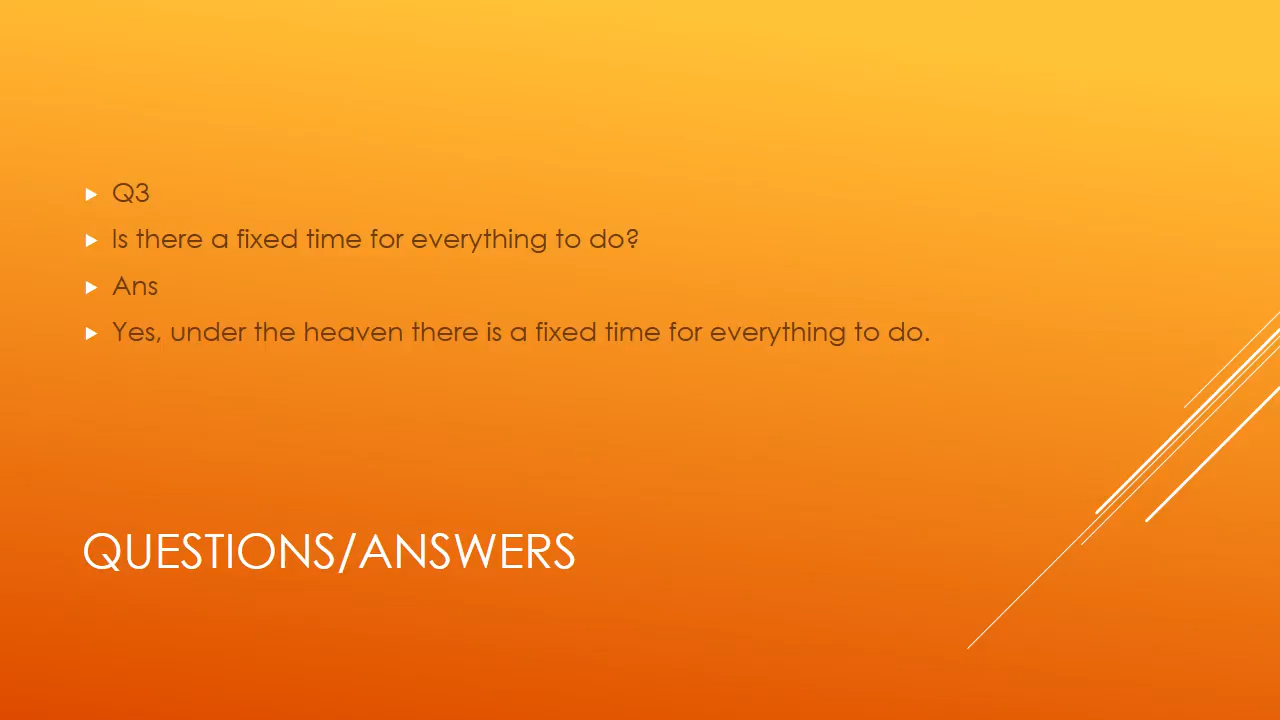 Q3
Is there a fixed time for everything to do?
Ans
Yes, under the heaven there is a fixed time for everything to do.
QUESTIONS/ANSWERS